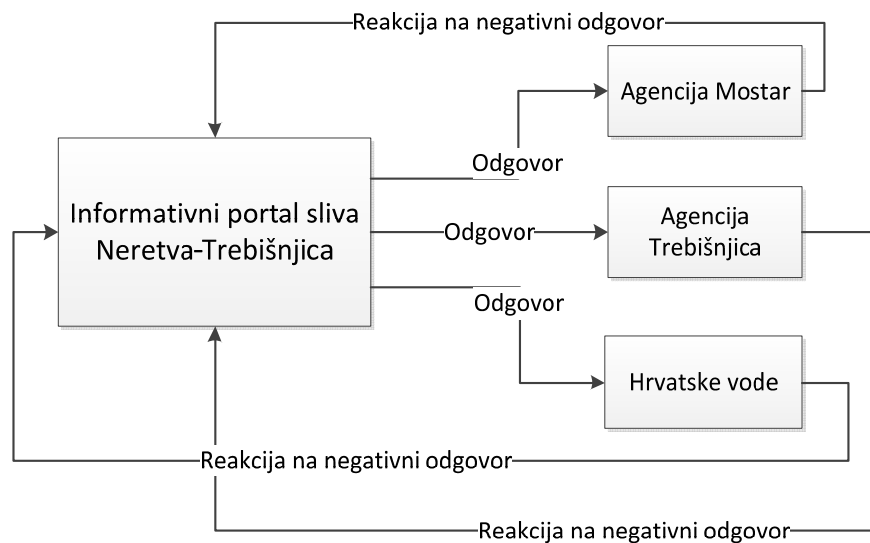 Reakcija na negativni odgovor
Agencija Mostar
Odgovor
Informativni portal sliva
Neretva-Trebišnjica
Odgovor
Agencija
Trebišnjica
Odgovor
Hrvatske vode
Reakcija na negativni odgovor
Reakcija na negativni odgovor